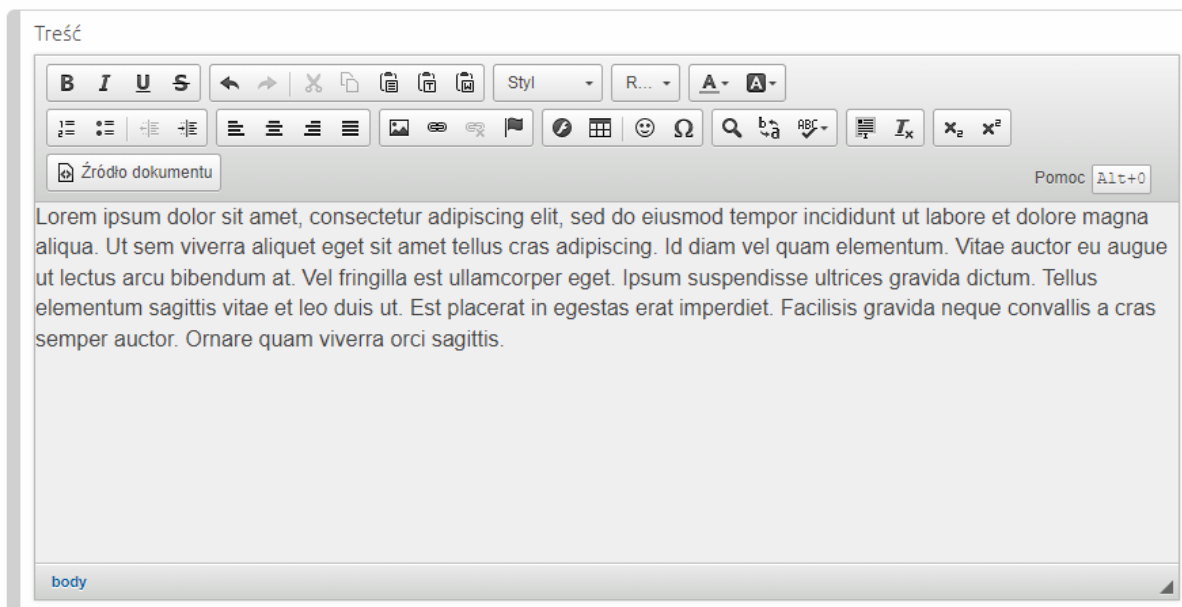 Treść
B I U S Styl R... A A
Ω ABC Ix x₂ x²
Źródło dokumentu Pomoc Alt+0
Lorem ipsum dolor sit amet, consectetur adipiscing elit, sed do eiusmod tempor incididunt ut labore et dolore magna
aliqua. Ut sem viverra aliquet eget sit amet tellus cras adipiscing. Id diam vel quam elementum. Vitae auctor eu augue
ut lectus arcu bibendum at. Vel fringilla est ullamcorper eget. Ipsum suspendisse ultrices gravida dictum. Tellus
elementum sagittis vitae et leo duis ut. Est placerat in egestas erat imperdiet. Facilisis gravida neque convallis a cras
semper auctor. Ornare quam viverra orci sagittis.
body